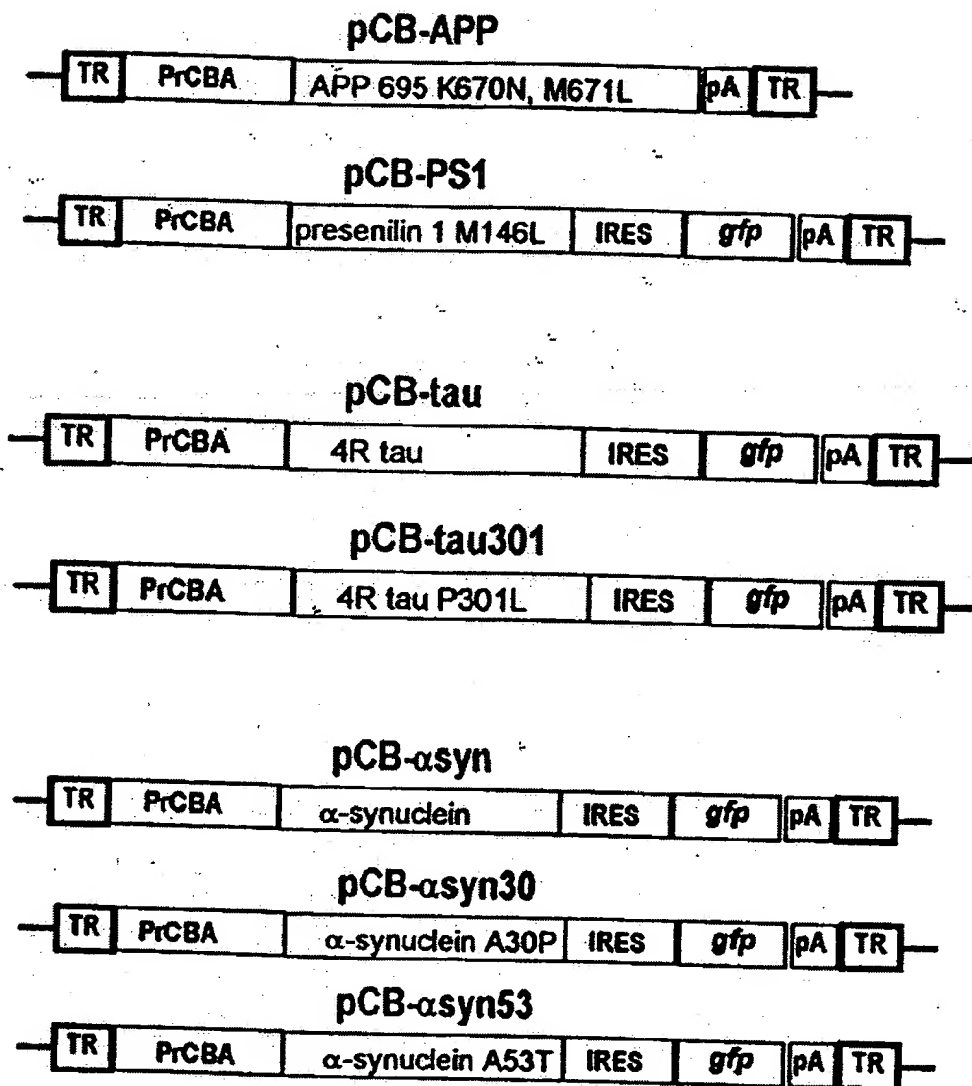 pCB-APP
TR PrCBA APP 695 K670N, M671L pA TR
pCB-PS1
TR PrCBA presenilin 1 M146L IRES gfp pA TR
pCB-tau
TR PrCBA 4R tau IRES gfp pA TR
pCB-tau301
TR PrCBA 4R tau P301L IRES gfp pA TR
pCB-αsyn
TR PrCBA α-synuclein IRES gfp pA TR
pCB-αsyn30
TR PrCBA α-synuclein A30P IRES gfp pA TR
pCB-αsyn53
TR PrCBA α-synuclein A53T IRES gfp pA TR